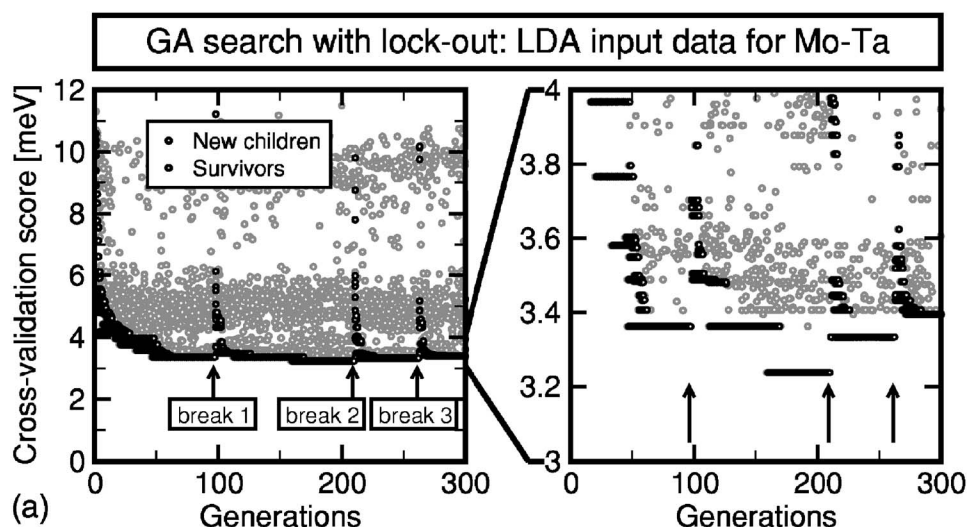 GA search with lock-out: LDA input data for Mo-Ta
Cross-validation score [meV]
12
10
8
6
4
2
0
New children
Survivors
break 1
break 2
break 3
0
100
200
300
Generations
4
3.8
3.6
3.4
3.2
3
0
100
200
300
Generations
(a)